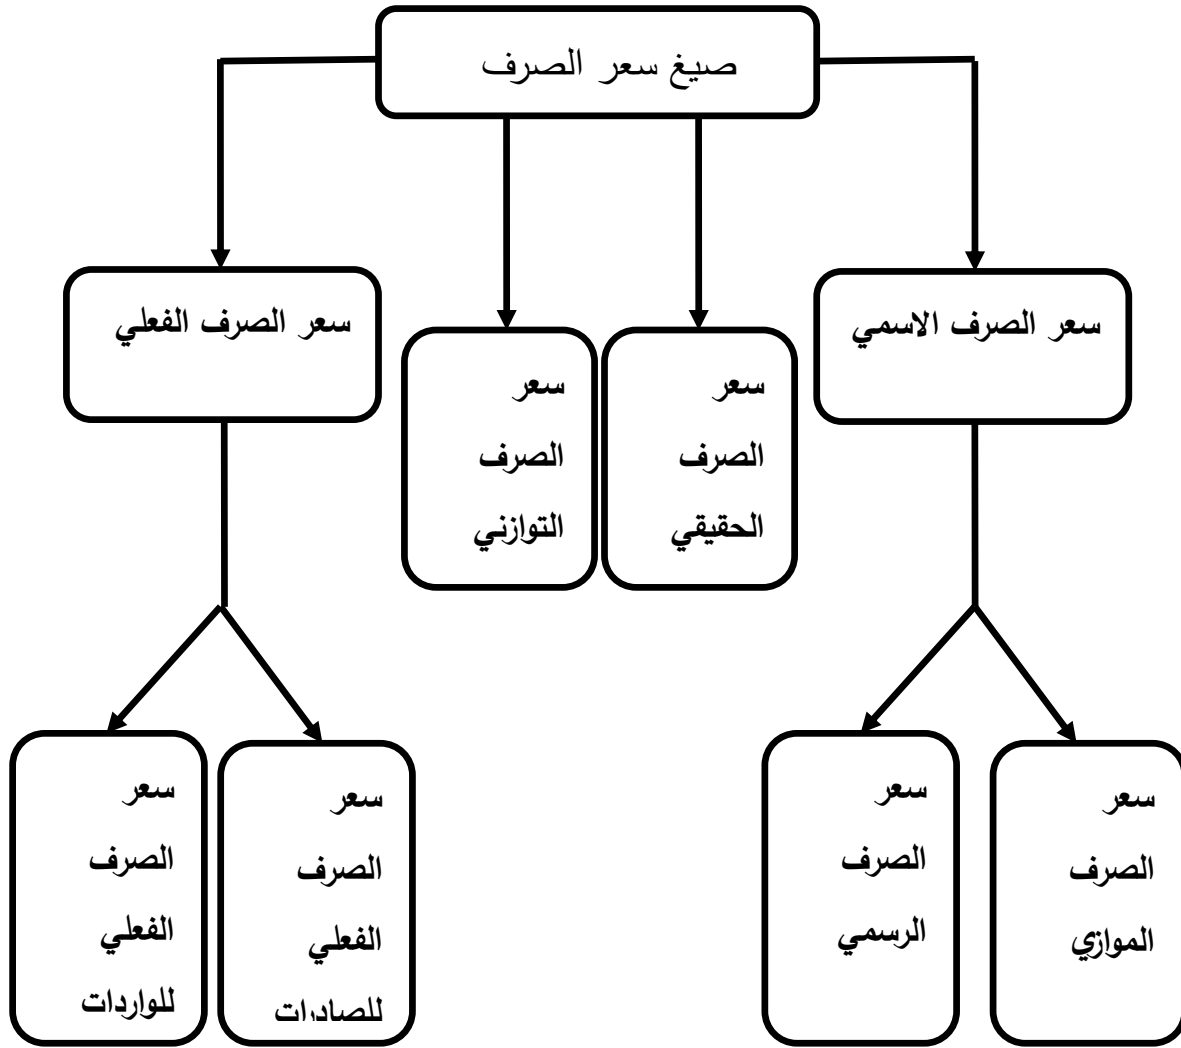 صيغ سعر الصرف
سعر الصرف الاسمي
سعر
الصرف
الحقيقي
سعر
الصرف
التوازني
سعر الصرف الفعلي
سعر
الصرف
الموازي
سعر
الصرف
الرسمي
سعر
الصرف
الفعلي
للصادرات
سعر
الصرف
الفعلي
للواردات